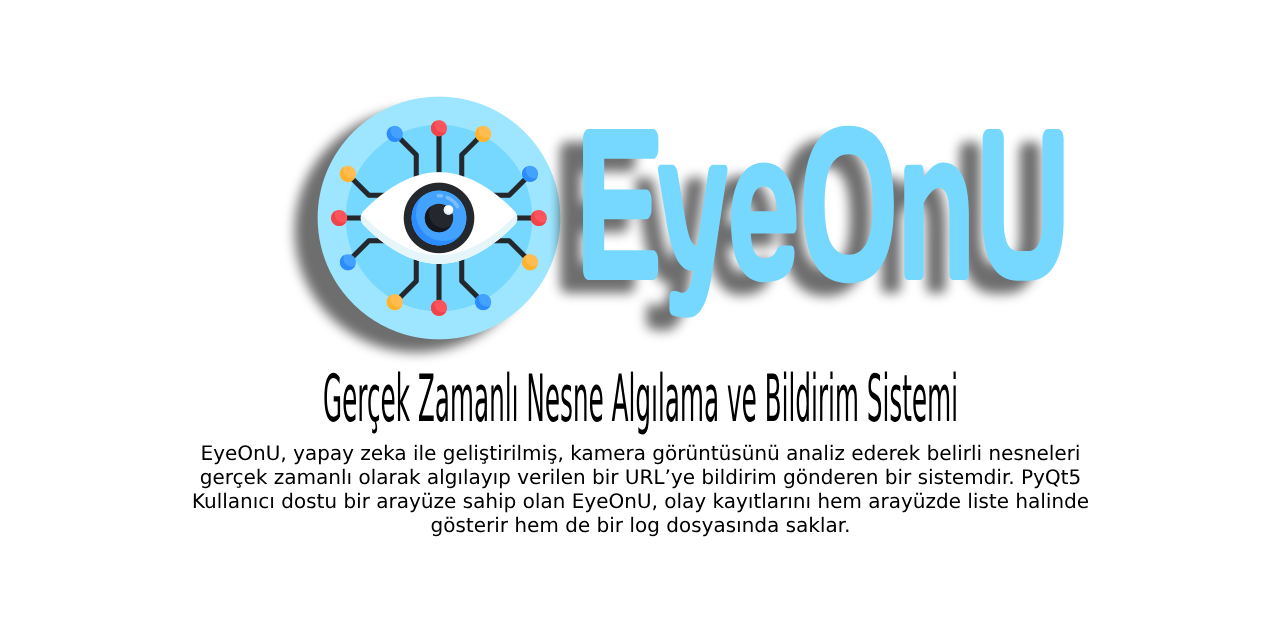 EyeOnU
Gerçek Zamanlı Nesne Algılama ve Bildirim Sistemi
EyeOnU, yapay zeka ile geliştirilmiş, kamera görüntüsünü analiz ederek belirli nesneleri
gerçek zamanlı olarak algılayıp verilen bir URL’ye bildirim gönderen bir sistemdir. PyQt5
Kullanıcı dostu bir arayüze sahip olan EyeOnU, olay kayıtlarını hem arayüzde liste halinde
gösterir hem de bir log dosyasında saklar.